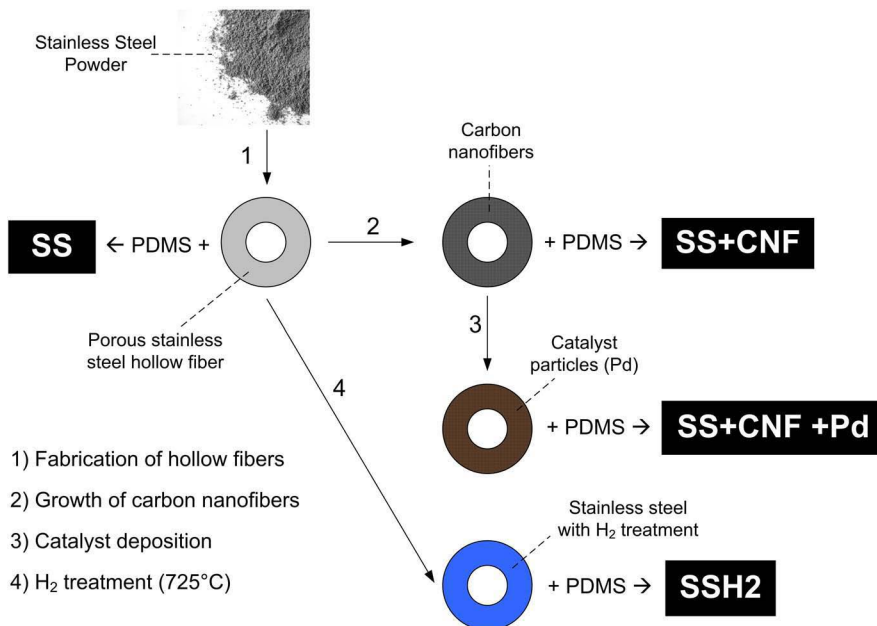 Stainless Steel
Powder
1
Carbon
nanofibers
SS
← PDMS +
2
+ PDMS →
SS+CNF
Porous stainless
steel hollow fiber
3
4
Catalyst
particles (Pd)
+ PDMS →
SS+CNF +Pd
1) Fabrication of hollow fibers
2) Growth of carbon nanofibers
3) Catalyst deposition
4) H₂ treatment (725°C)
Stainless steel
with H₂ treatment
+ PDMS →
SSH2